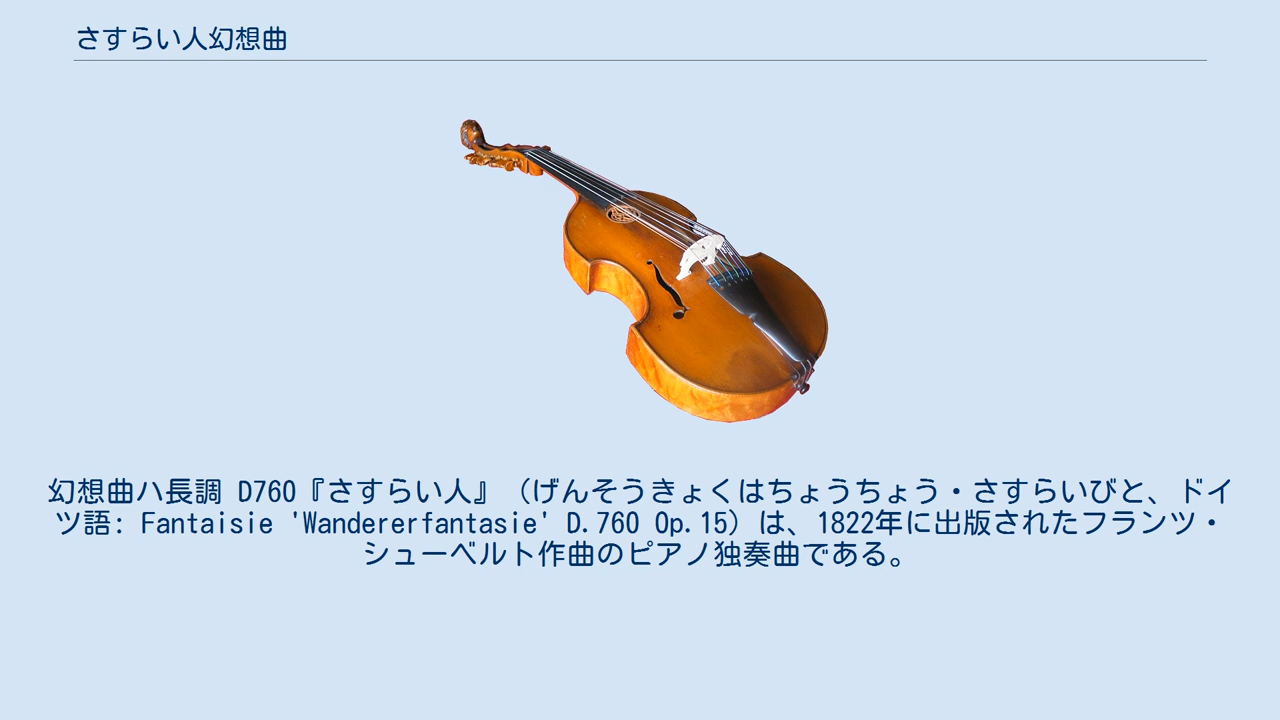 さすらい人幻想曲
幻想曲ハ長調 D760『さすらい人』（げんそうきょくはちょうちょう・さすらいびと、ドイ
ツ語: Fantaisie 'Wandererfantasie' D.760 Op.15）は、1822年に出版されたフランツ・
シューベルト作曲のピアノ独奏曲である。